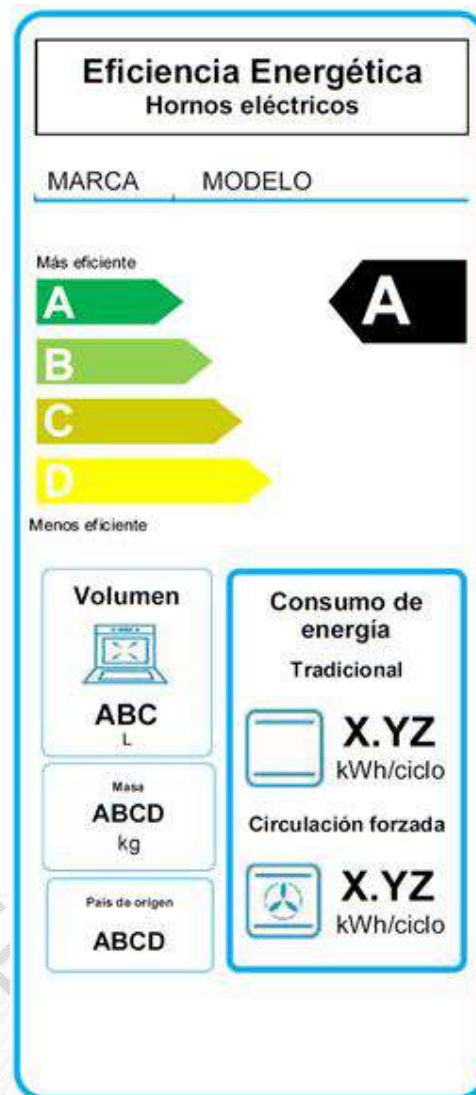 Eficiencia Energética
Hornos eléctricos
MARCA MODELO
Más eficiente
A
A
B
C
D
Menos eficiente
Volumen
ABC
L
Masa
ABCD
kg
País de origen
ABCD
Consumo de
energía
Tradicional
X.YZ
kWh/ciclo
Circulación forzada
X.YZ
kWh/ciclo